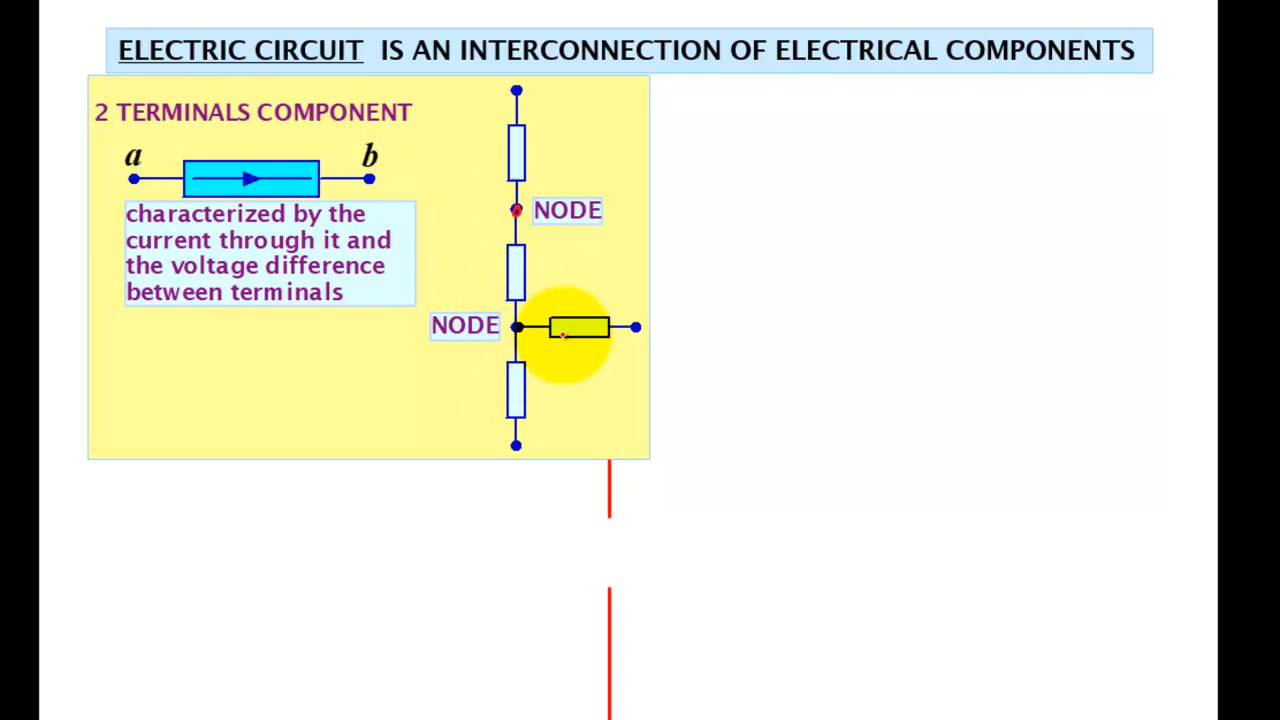 ELECTRIC CIRCUIT IS AN INTERCONNECTION OF ELECTRICAL COMPONENTS
2 TERMINALS COMPONENT
a b
characterized by the
current through it and
the voltage difference
between terminals
NODE
NODE